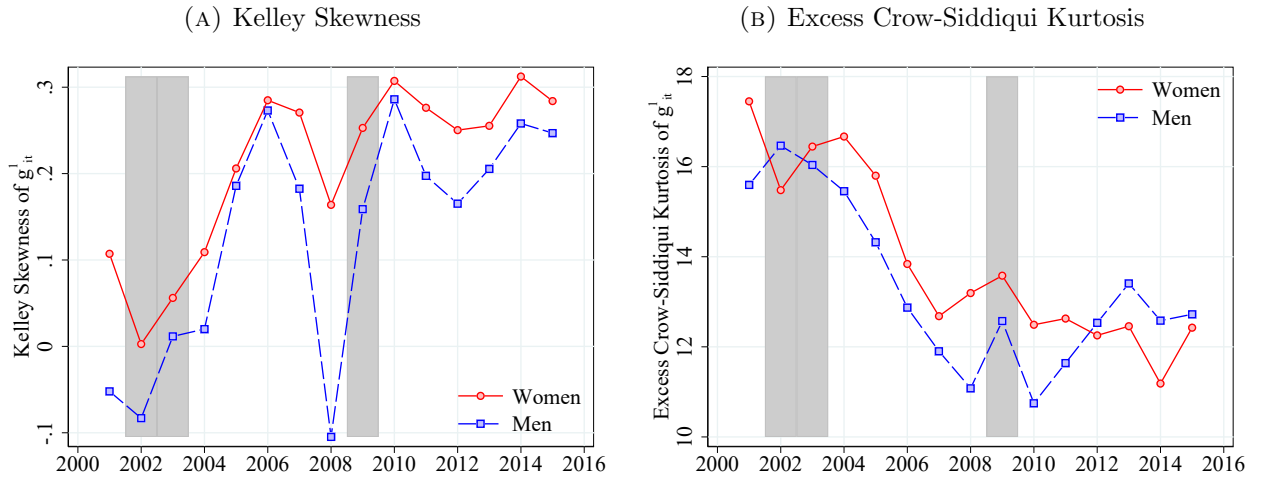 (A) Kelley Skewness
Kelley Skewness of g¹ᵢₜ
.3
.2
.1
0
-.1
Women
Men
2000 2002 2004 2006 2008 2010 2012 2014 2016
(B) Excess Crow-Siddiqui Kurtosis
Excess Crow-Siddiqui Kurtosis of g¹ᵢₜ
18
16
14
12
10
Women
Men
2000 2002 2004 2006 2008 2010 2012 2014 2016